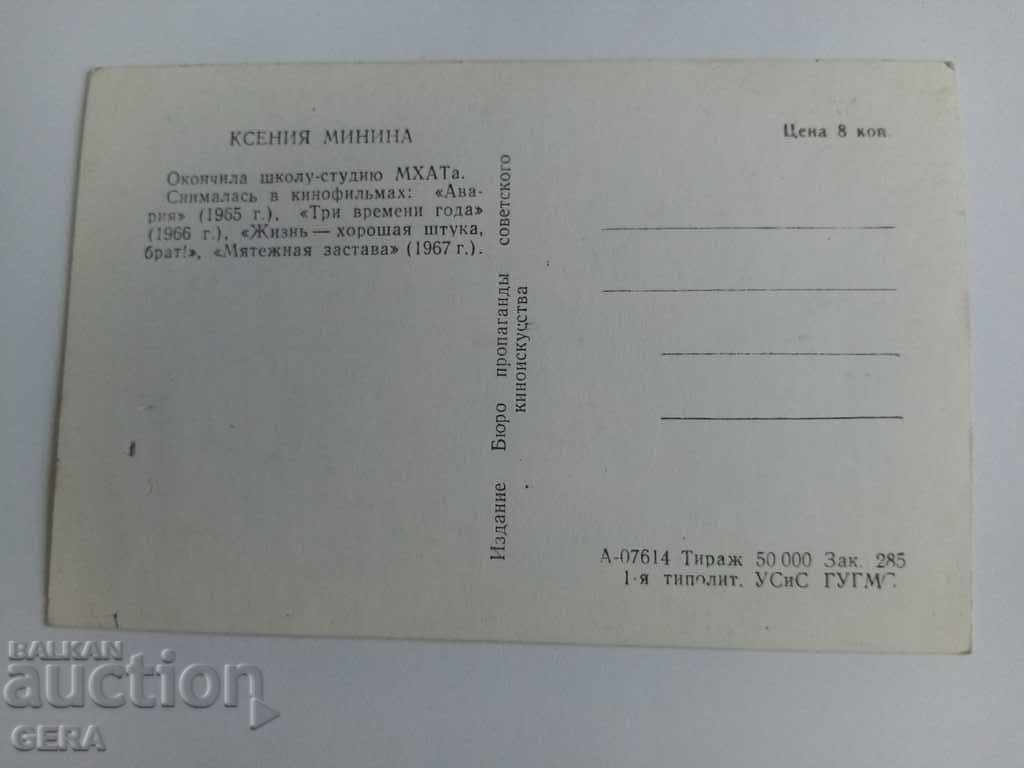 КСЕНИЯ МИНИНА
Окончила школу-студию МХАТа.
Снималась в кинофильмах: «Ава-
рия» (1965 г.), «Три времени года»
(1966 г.), «Жизнь — хорошая штука,
брат!», «Мятежная застава» (1967 г.).
Издание Бюро пропаганды советского
киноискусства
Цена 8 коп.
А-07614 Тираж 50 000 Зак. 285
1-я типолит. УСиС ГУГМС
BALKAN
auction
GERA